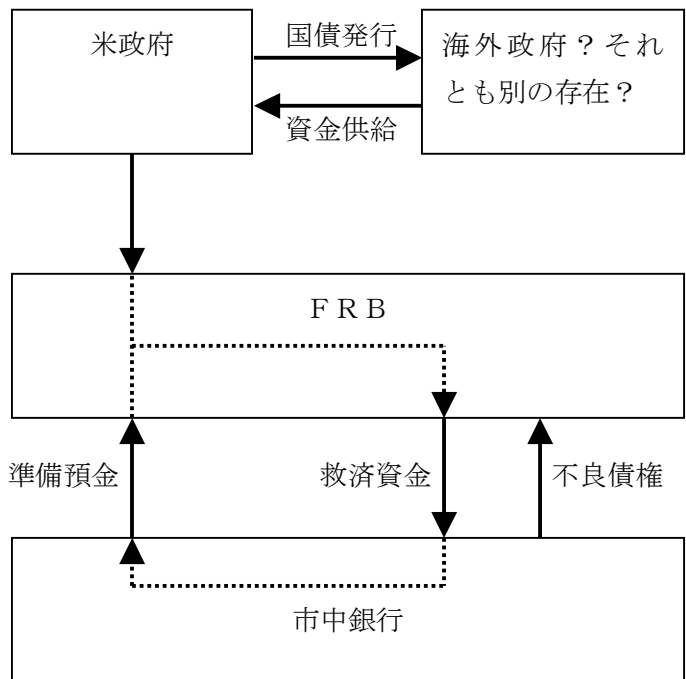 米政府
国債発行
海外政府？それ
とも別の存在？
資金供給
ＦＲＢ
準備預金
救済資金
不良債権
市中銀行